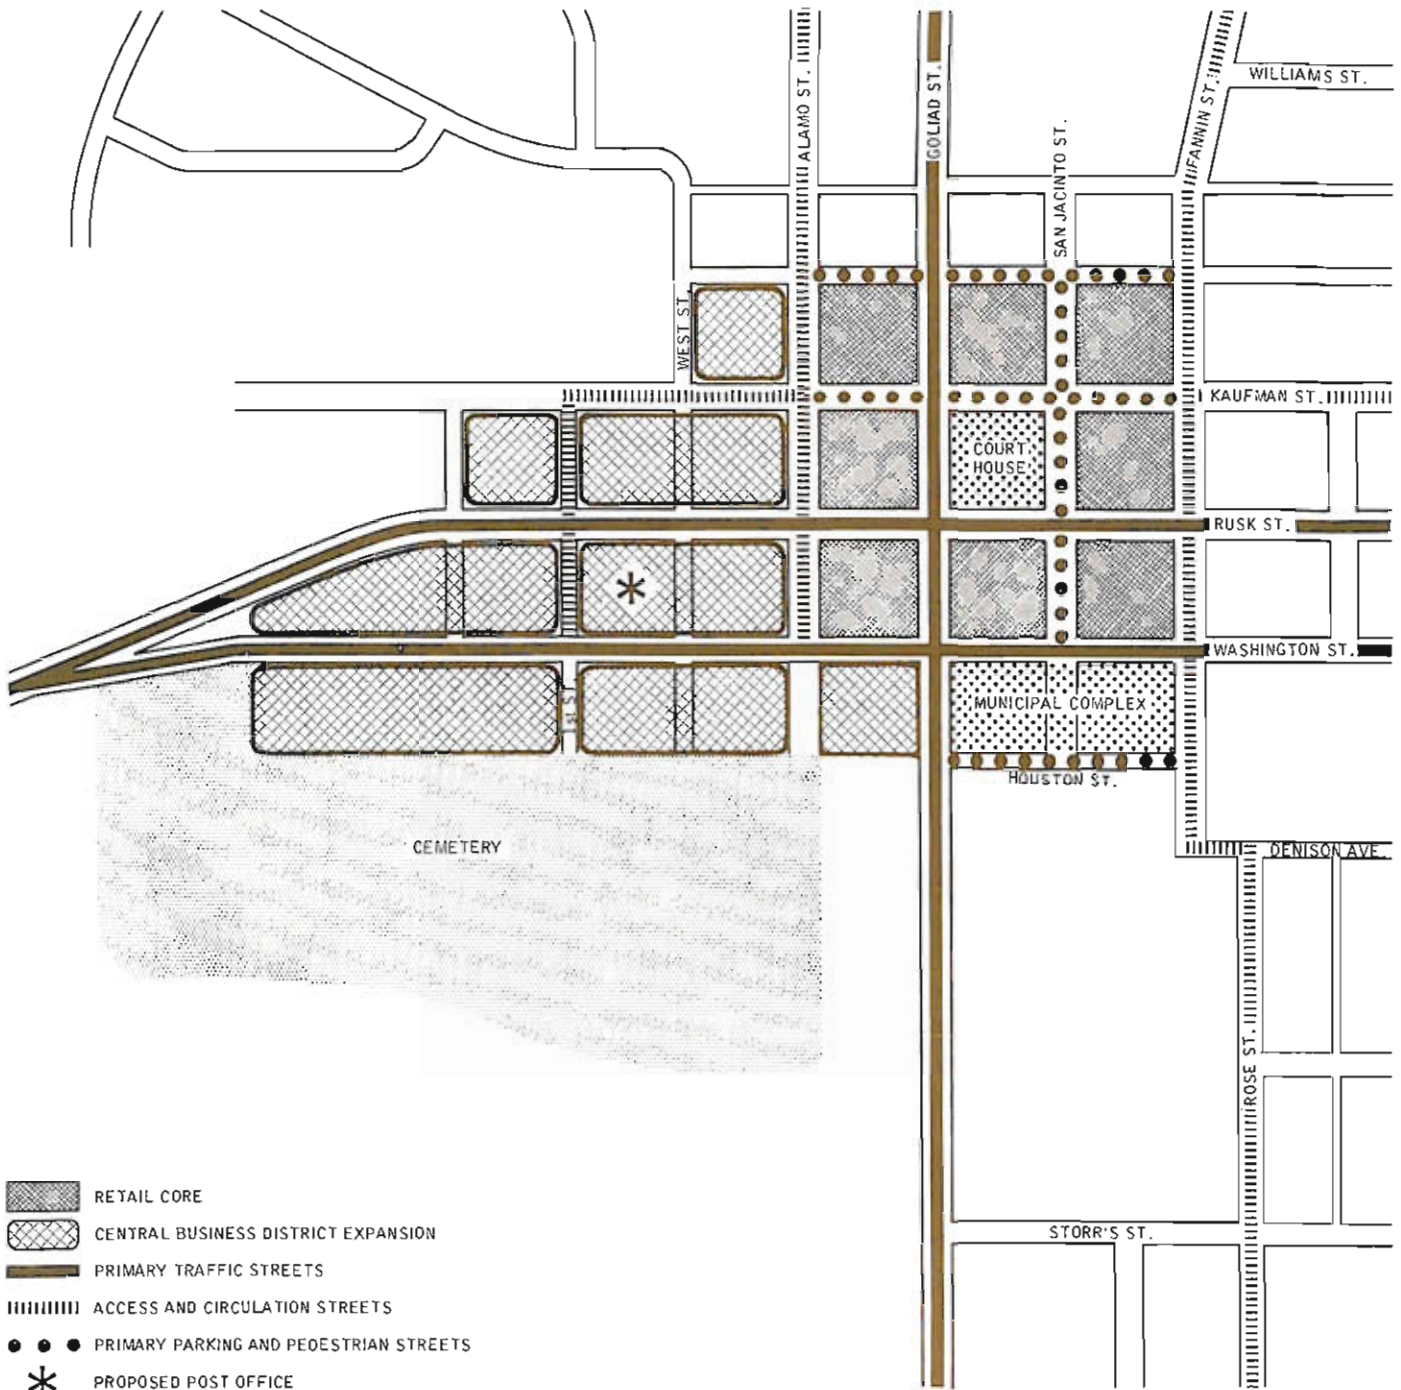 WILLIAMS ST.
ALAMO ST.
GOLIAD ST.
SAN JACINTO ST.
FANNIN ST.
WEST ST.
KAUFMAN ST.
COURT
HOUSE
RUSK ST.
WASHINGTON ST.
1st ST
MUNICIPAL COMPLEX
HOUSTON ST.
CEMETERY
DENISON AVE.
ROSE ST.
STORR'S ST.
RETAIL CORE
CENTRAL BUSINESS DISTRICT EXPANSION
PRIMARY TRAFFIC STREETS
ACCESS AND CIRCULATION STREETS
PRIMARY PARKING AND PEDESTRIAN STREETS
PROPOSED POST OFFICE